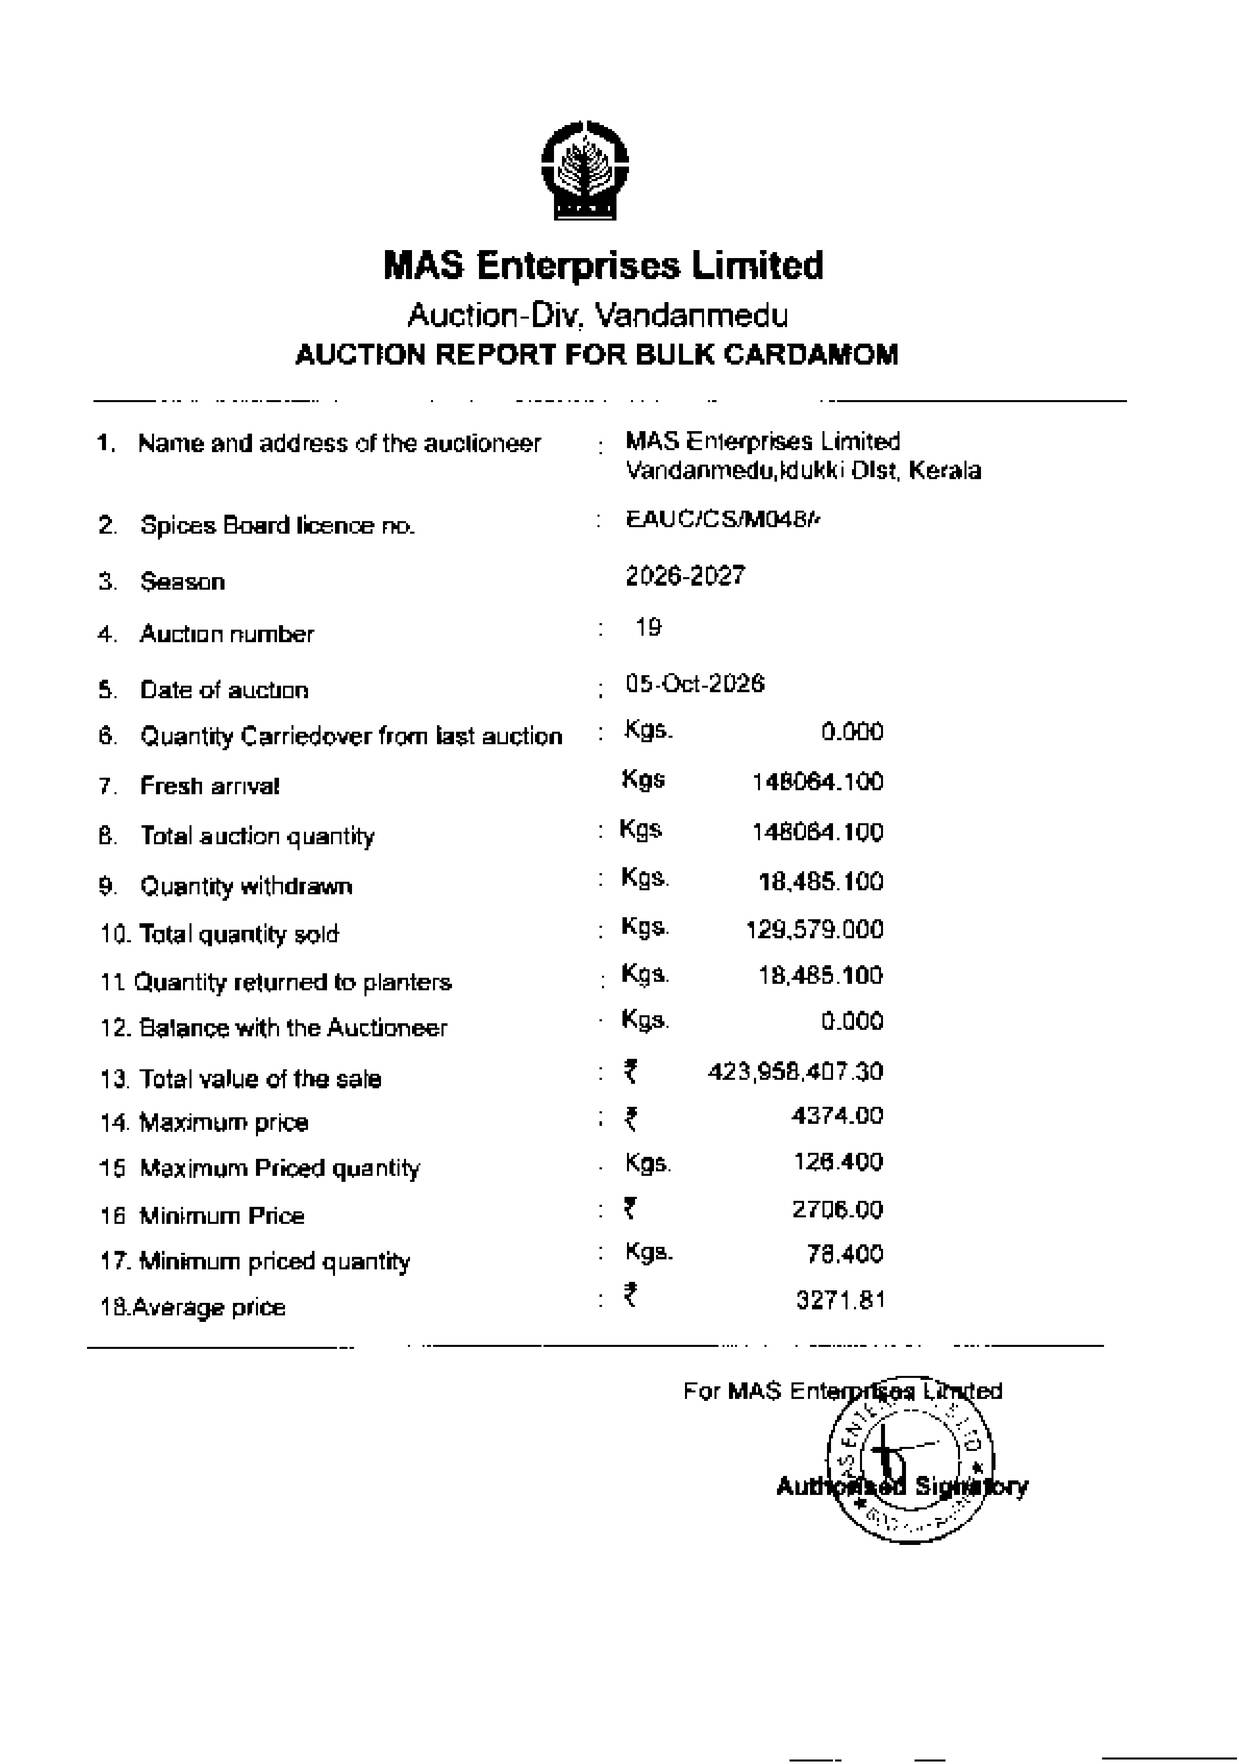 MAS Enterprises Limited
Auction-Div, Vandanmedu
AUCTION REPORT FOR BULK CARDAMOM
1. Name and address of the auctioneer : MAS Enterprises Limited
Vandanmedu,Idukki Dist, Kerala
2. Spices Board licence no. : EAUC/CS/M048/
3. Season 2026-2027
4. Auction number : 19
5. Date of auction : 05-Oct-2026
6. Quantity Carriedover from last auction : Kgs. 0.000
7. Fresh arrival Kgs 148064.100
8. Total auction quantity : Kgs 148064.100
9. Quantity withdrawn : Kgs. 18,485.100
10. Total quantity sold : Kgs. 129,579.000
11 Quantity returned to planters : Kgs. 18,485.100
12. Balance with the Auctioneer : Kgs. 0.000
13. Total value of the sale : ₹ 423,958,407.30
14. Maximum price : ₹ 4374.00
15 Maximum Priced quantity . Kgs. 126.400
16 Minimum Price : ₹ 2706.00
17. Minimum priced quantity : Kgs. 78.400
18.Average price : ₹ 3271.81
For MAS Enterprises Limited
Authorised Signatory